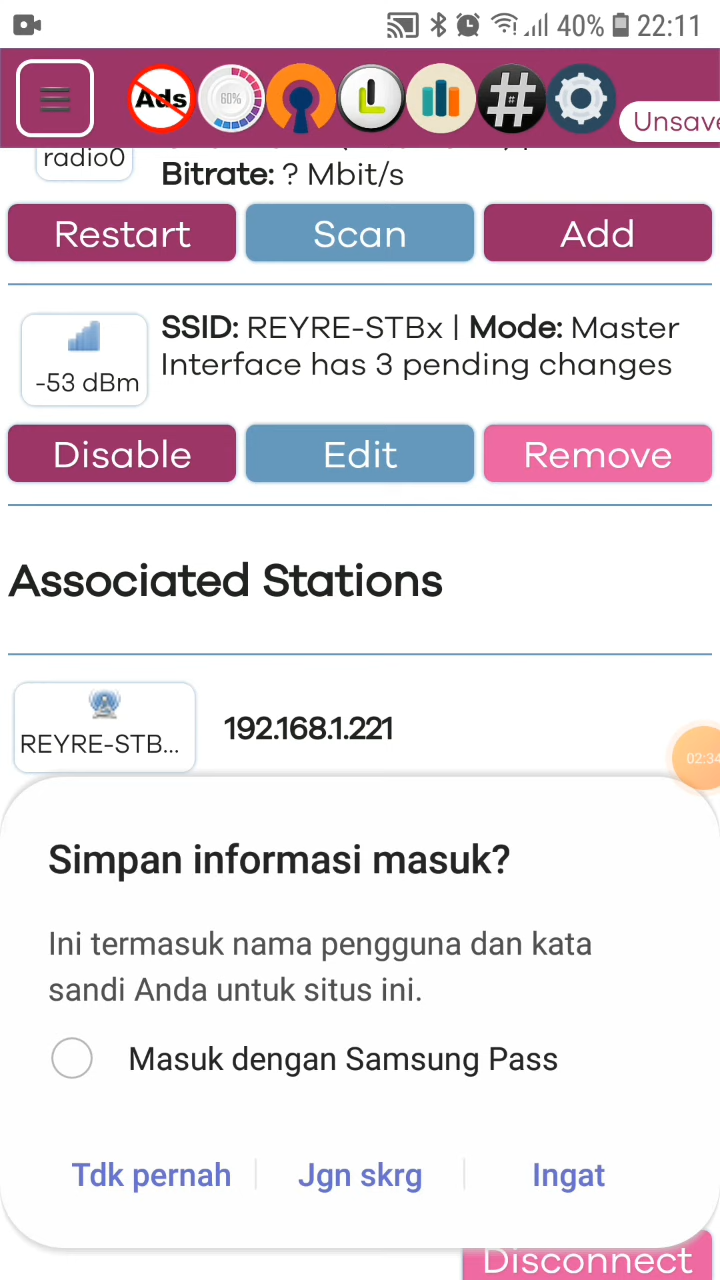 40% 22:11
Ads
60%
L
#
Unsave
radio0
Bitrate: ? Mbit/s
Restart
Scan
Add
SSID: REYRE-STBx | Mode: Master
Interface has 3 pending changes
-53 dBm
Disable
Edit
Remove
Associated Stations
REYRE-STB...
192.168.1.221
02:34
Simpan informasi masuk?
Ini termasuk nama pengguna dan kata
sandi Anda untuk situs ini.
Masuk dengan Samsung Pass
Tdk pernah
Jgn skrg
Ingat
Disconnect